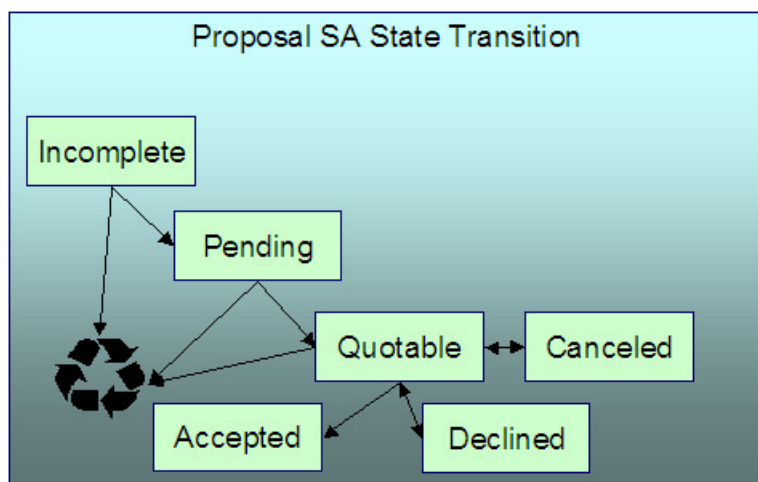 Proposal SA State Transition
Incomplete
Pending
Quotable
Canceled
Accepted
Declined